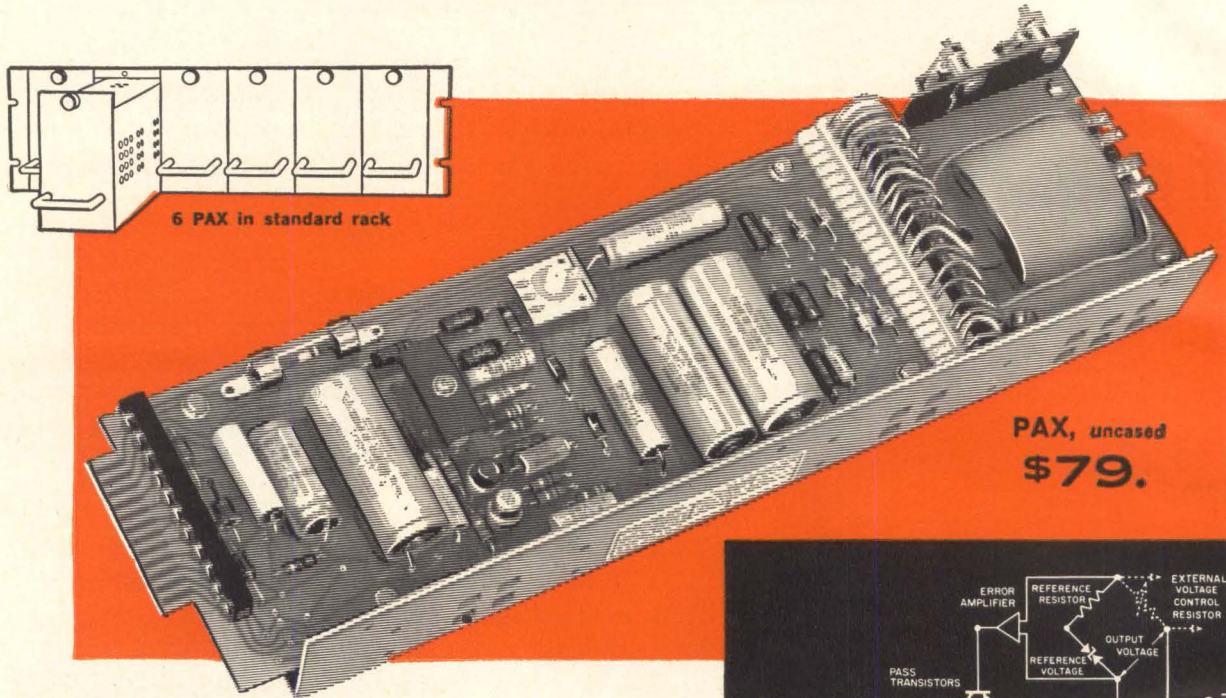 6 PAX in standard rack
PAX, uncased
$79.
ERROR
AMPLIFIER
REFERENCE
RESISTOR
EXTERNAL
VOLTAGE
CONTROL
RESISTOR
OUTPUT
VOLTAGE
REFERENCE
VOLTAGE
PASS
TRANSISTORS